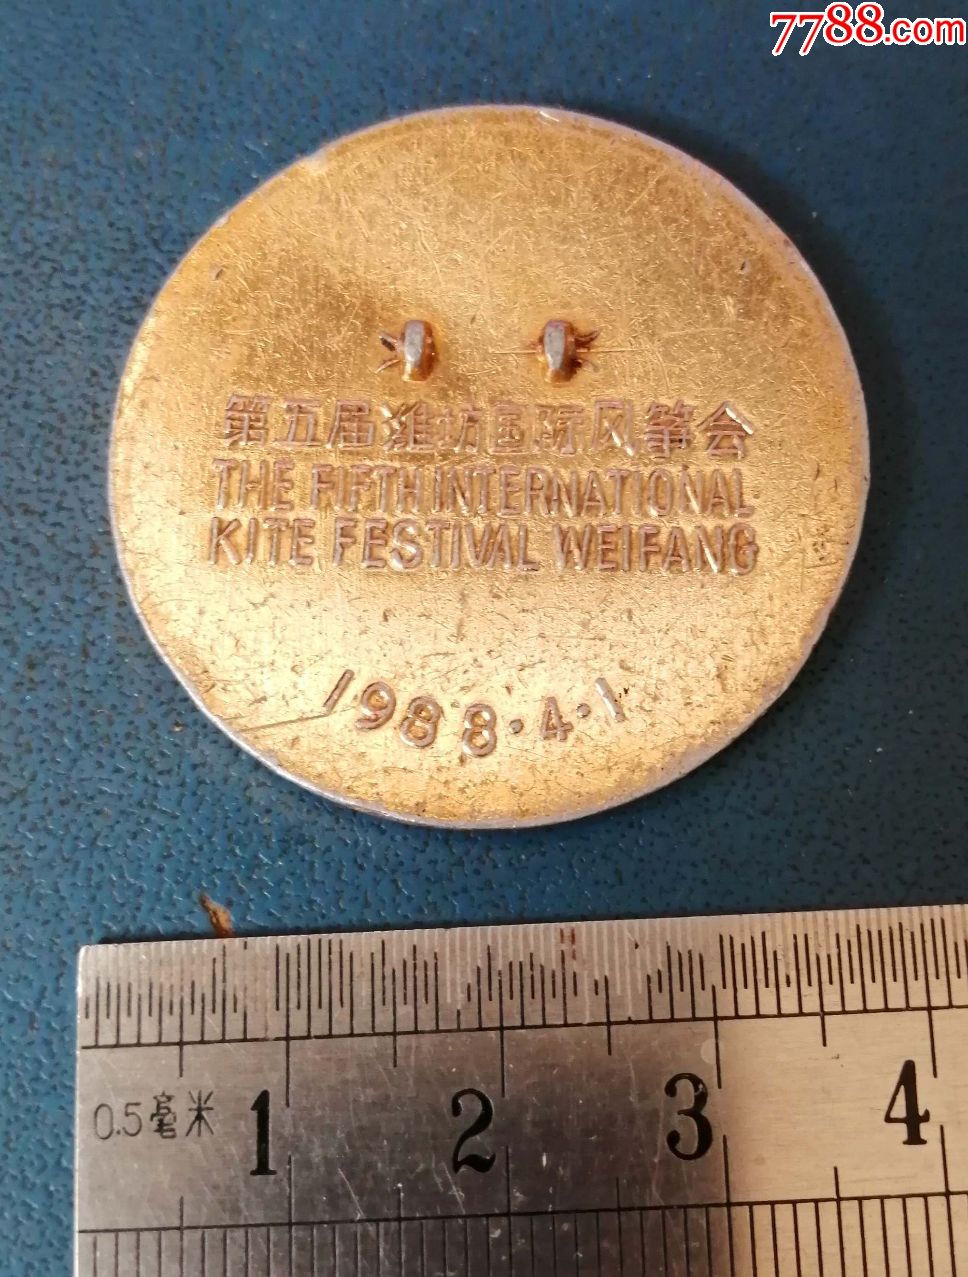 7788.com
第五届潍坊国际风筝会
THE FIFTH INTERNATIONAL
KITE FESTIVAL WEIFANG
1988·4·1
0.5毫米 1 2 3 4